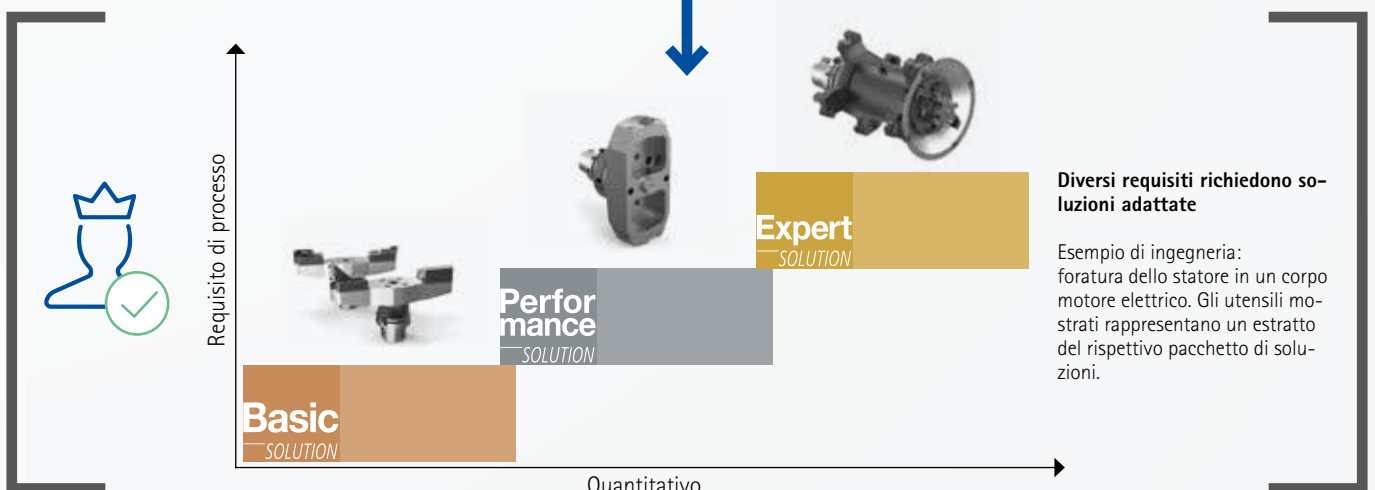 Requisito di processo
Expert
SOLUTION
Perfor
mance
SOLUTION
Basic
SOLUTION
Quantitativo
Diversi requisiti richiedono so-
luzioni adattate
Esempio di ingegneria:
foratura dello statore in un corpo
motore elettrico. Gli utensili mo-
strati rappresentano un estratto
del rispettivo pacchetto di solu-
zioni.